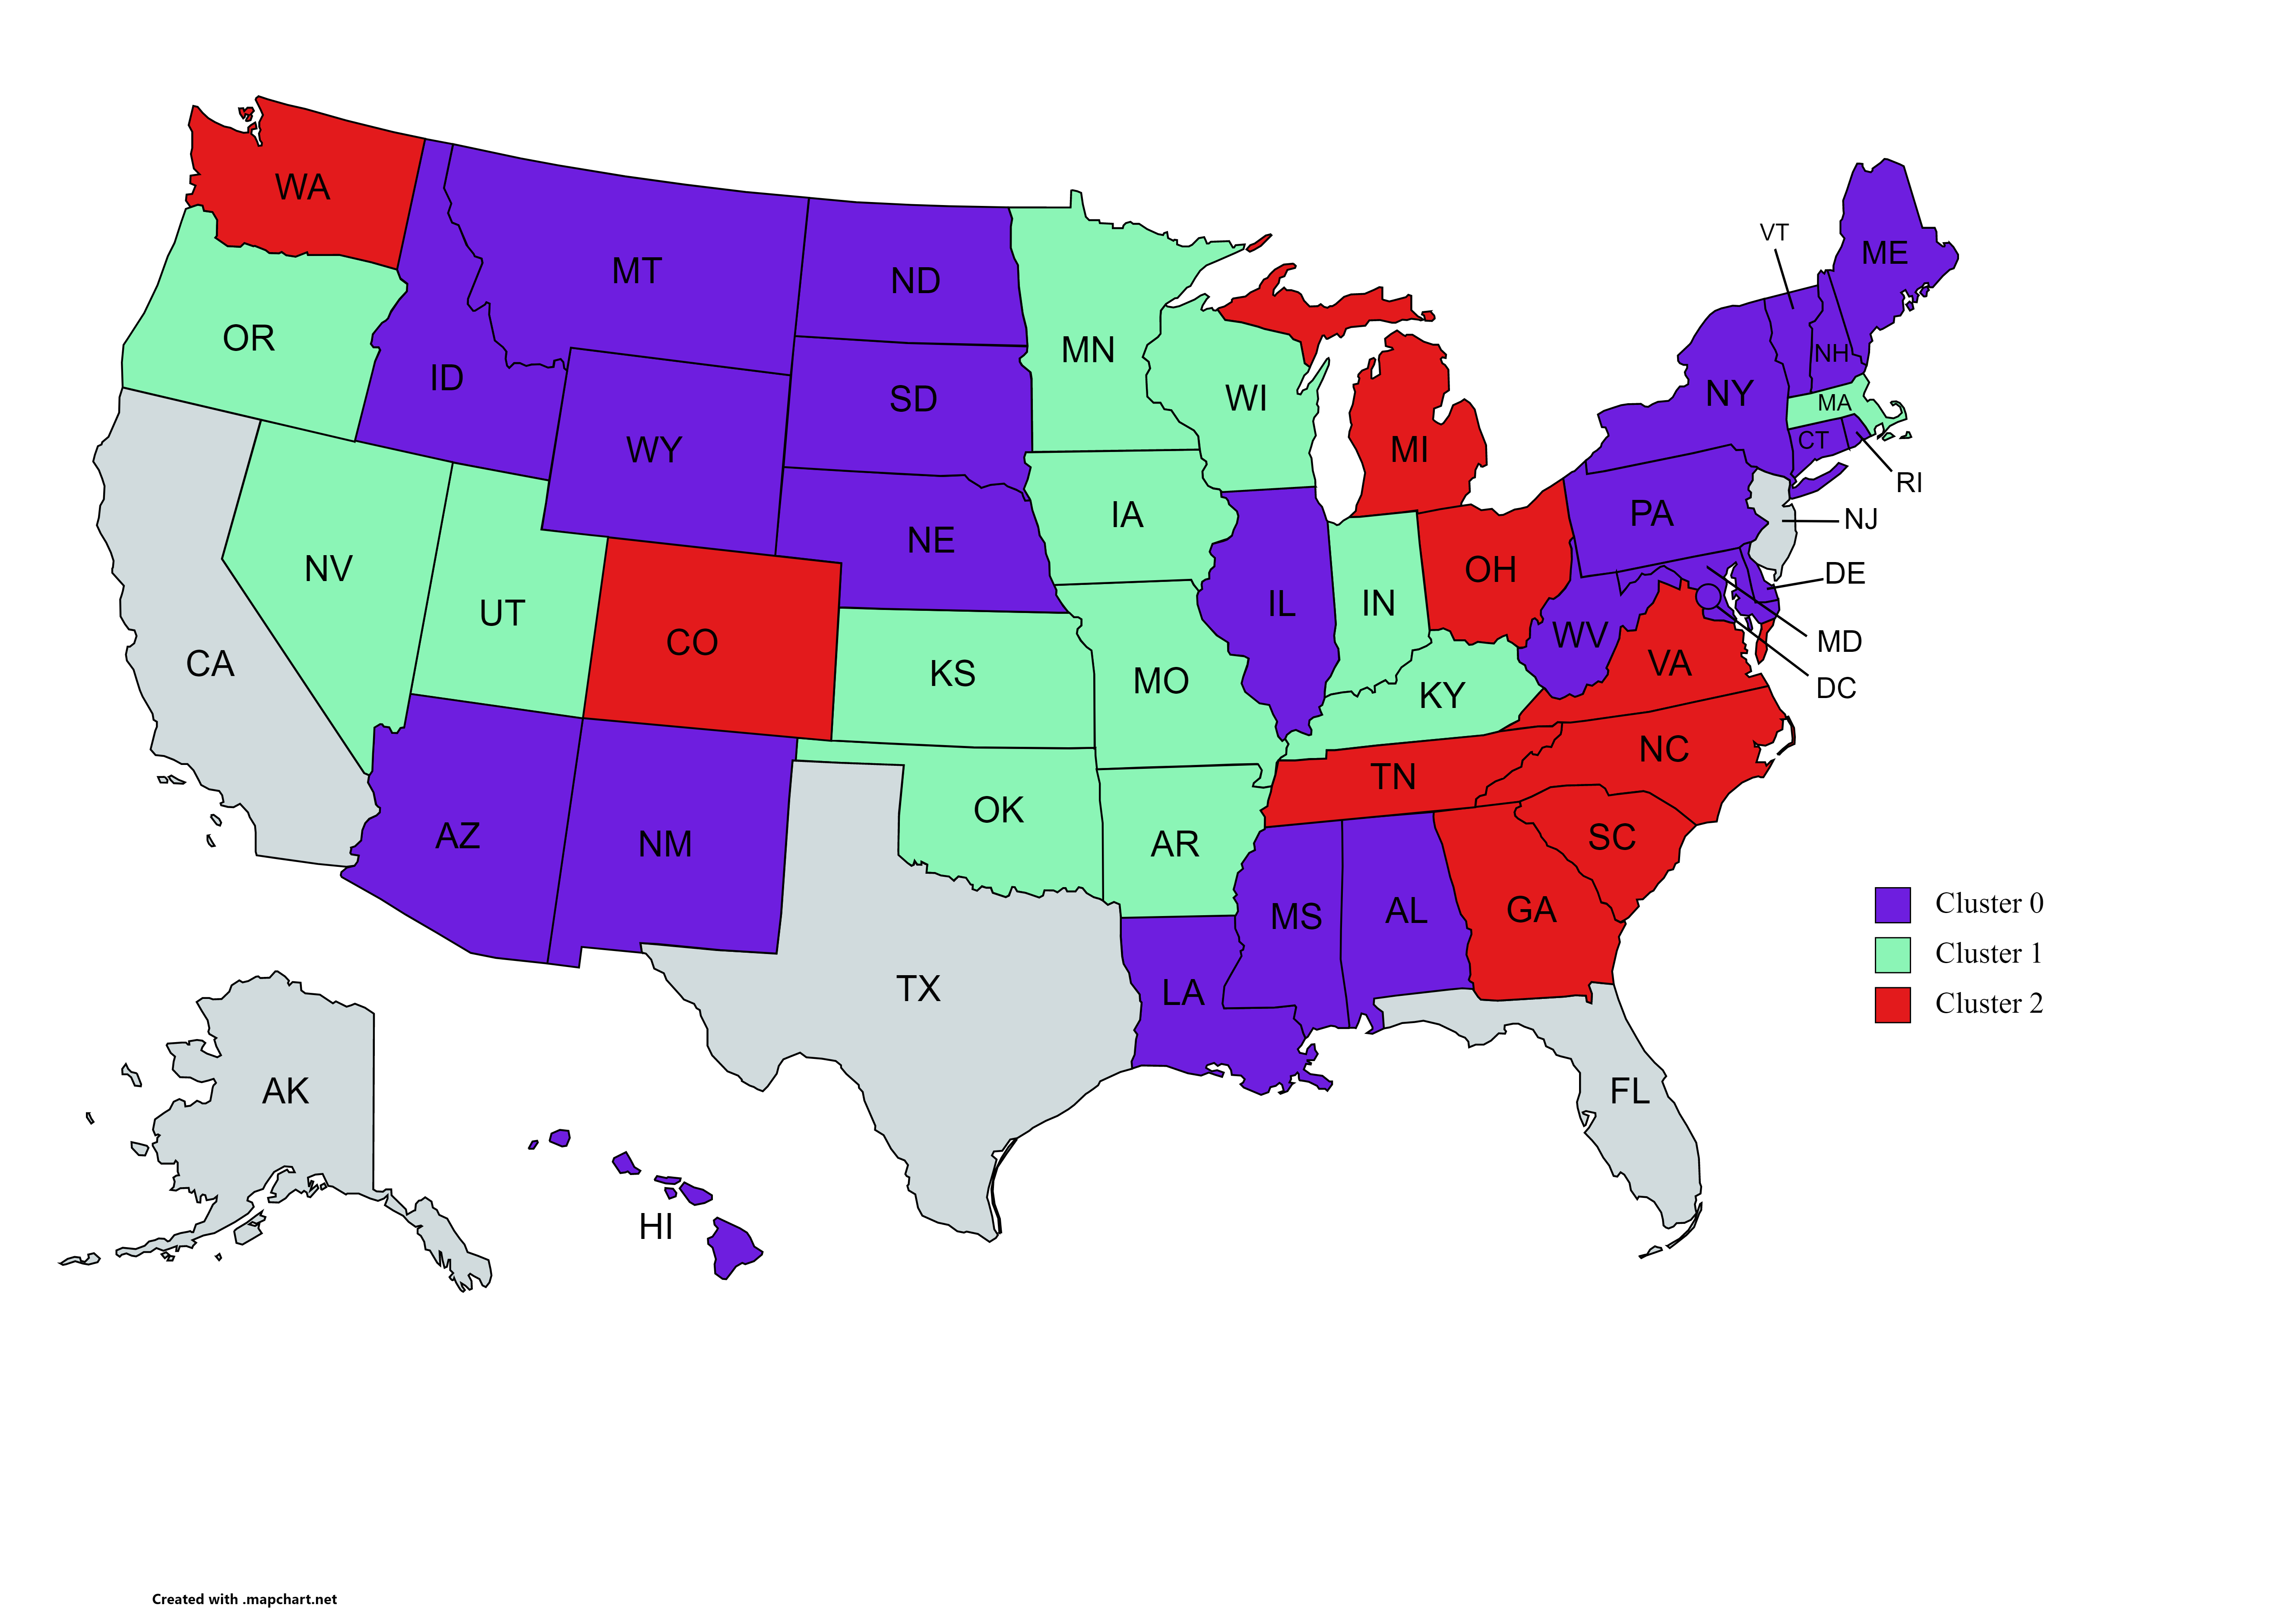 WA
MT
ND
VT
ME
OR
ID
MN
WI
NH
NY
SD
MA
WY
MI
CT
RI
IA
PA
NJ
NE
NV
OH
DE
UT
IL
IN
CO
WV
MD
CA
VA
KS
MO
KY
DC
NC
TN
OK
AZ
NM
AR
SC
Cluster 0
MS
AL
GA
Cluster 1
TX
LA
Cluster 2
AK
FL
HI
Created with .mapchart.net